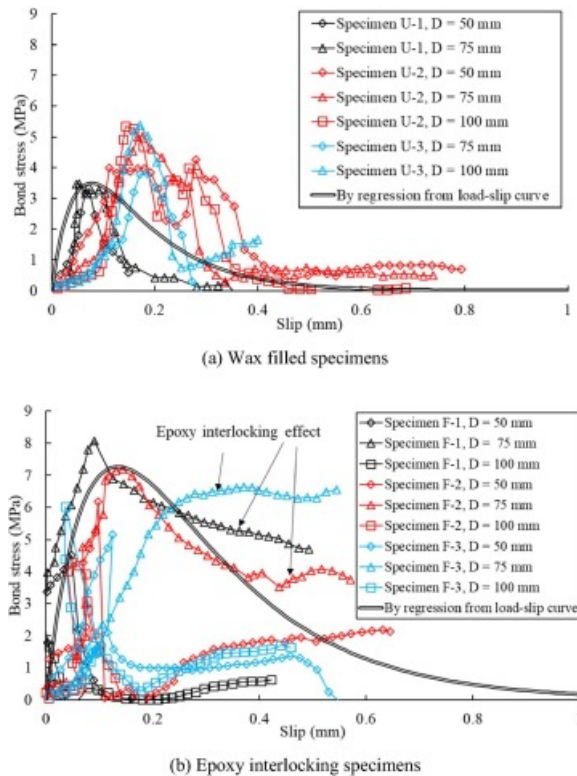 9
8
7
6
5
4
3
2
1
0
Bond stress (MPa)
Specimen U-1, D = 50 mm
Specimen U-1, D = 75 mm
Specimen U-2, D = 50 mm
Specimen U-2, D = 75 mm
Specimen U-2, D = 100 mm
Specimen U-3, D = 75 mm
Specimen U-3, D = 100 mm
By regression from load-slip curve
0 0.2 0.4 0.6 0.8 1
Slip (mm)
(a) Wax filled specimens
9
8
7
6
5
4
3
2
1
0
Bond stress (MPa)
Epoxy interlocking effect
Specimen F-1, D = 50 mm
Specimen F-1, D = 75 mm
Specimen F-1, D = 100 mm
Specimen F-2, D = 50 mm
Specimen F-2, D = 75 mm
Specimen F-2, D = 100 mm
Specimen F-3, D = 50 mm
Specimen F-3, D = 75 mm
Specimen F-3, D = 100 mm
By regression from load-slip curve
0 0.2 0.4 0.6 0.8 1
Slip (mm)
(b) Epoxy interlocking specimens